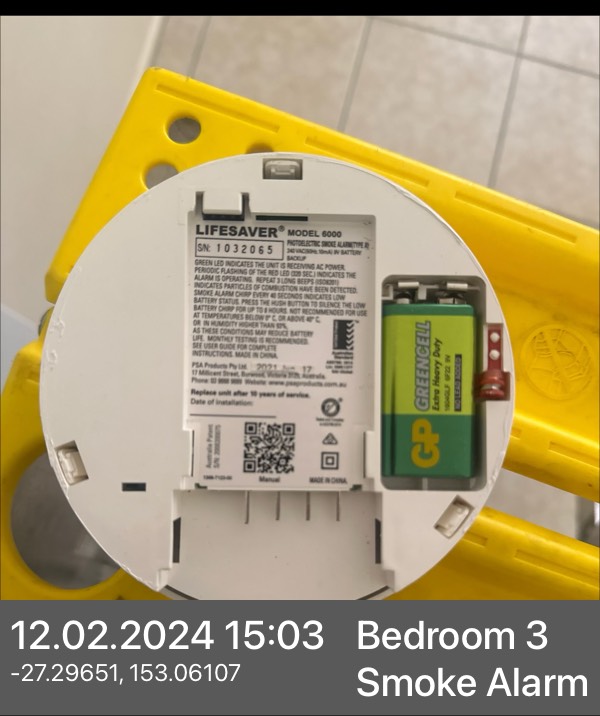 LIFESAVER® MODEL 6000
S/N: 1032065
PHOTOELECTRIC SMOKE ALARM(TYPE A)
240 VAC(50Hz,10mA) 9V BATTERY
BACKUP
GREEN LED INDICATES THE UNIT IS RECEIVING AC POWER.
PERIODIC FLASHING OF THE RED LED (320 SEC.) INDICATES THE
ALARM IS OPERATING. REPEAT 3 LONG BEEPS (ISO8201)
INDICATES PARTICLES OF COMBUSTION HAVE BEEN DETECTED.
SMOKE ALARM CHIRP EVERY 40 SECONDS INDICATES LOW
BATTERY STATUS. PRESS THE HUSH BUTTON TO SILENCE THE LOW
BATTERY CHIRP FOR UP TO 8 HOURS. NOT RECOMMENDED FOR USE
AT TEMPERATURES BELOW 0° C, OR ABOVE 40° C,
OR IN HUMIDITY HIGHER THAN 93%,
AS THESE CONDITIONS MAY REDUCE BATTERY
LIFE. MONTHLY TESTING IS RECOMMENDED.
SEE USER GUIDE FOR COMPLETE
INSTRUCTIONS. MADE IN CHINA.
PSA Products Pty Ltd. 2021 Aug 17
17 Millicent Street, Burwood, Victoria 3125, Australia.
Website: www.psaproducts.com.au
Replace unit after 10 years of service.
Date of Installation:
Australia Patent
Manual
MADE IN CHINA.
GP GREENCELL
Extra Heavy Duty
1604GLF 6F22, 9V
12.02.2024 15:03
-27.29651, 153.06107
Bedroom 3
Smoke Alarm